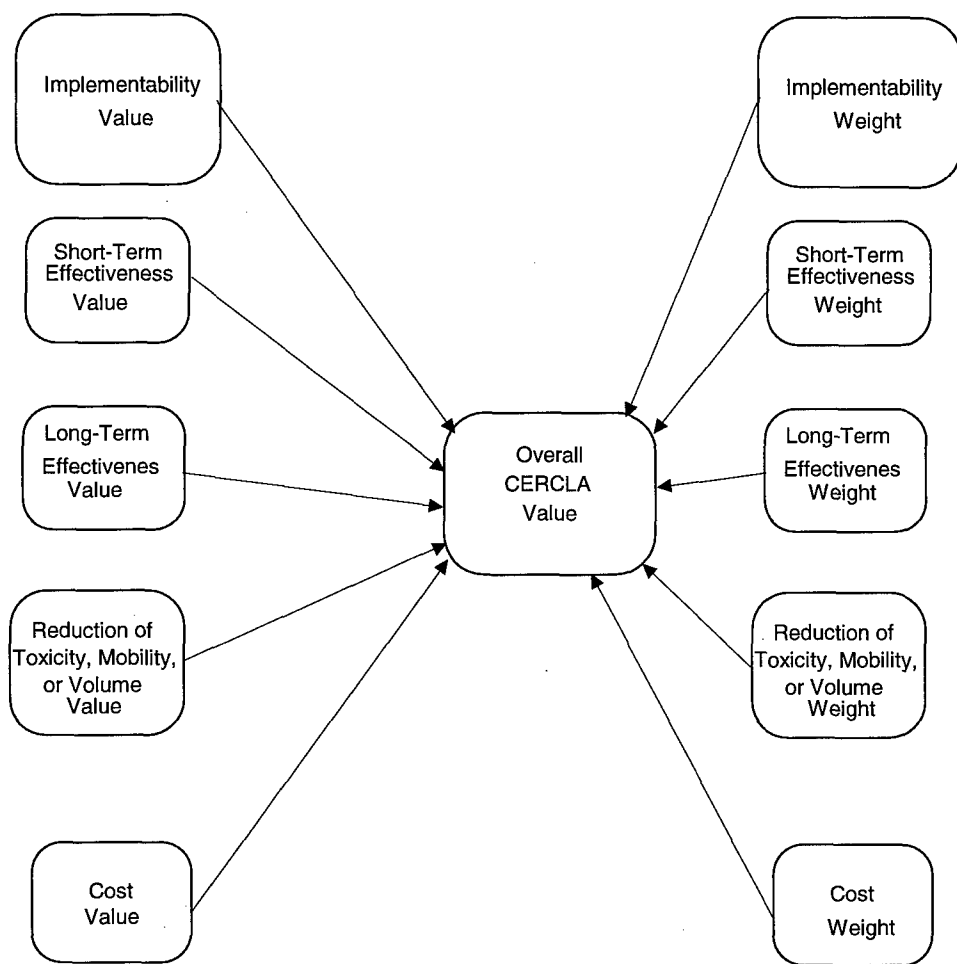 Implementability
Value
Implementability
Weight
Short-Term
Effectiveness
Value
Short-Term
Effectiveness
Weight
Long-Term
Effectivenes
Value
Overall
CERCLA
Value
Long-Term
Effectivenes
Weight
Reduction of
Toxicity, Mobility,
or Volume
Value
Reduction of
Toxicity, Mobility,
or Volume
Weight
Cost
Value
Cost
Weight